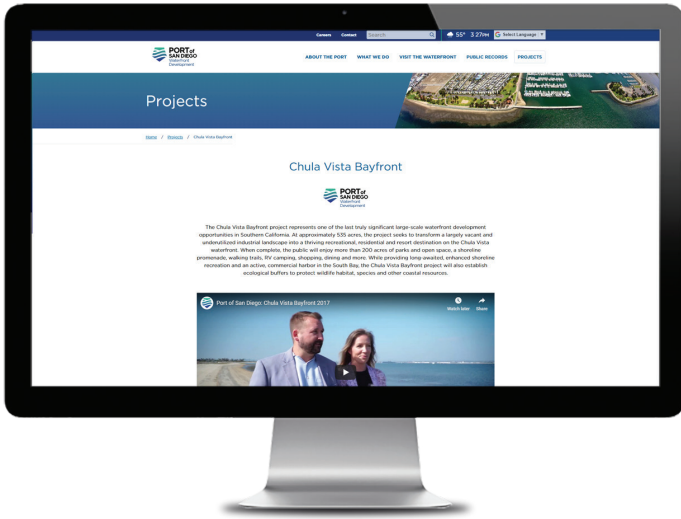 Careers Contact Search 55° 3:27PM G Select Language ▼
PORT of
SAN DIEGO
Waterfront
Development
ABOUT THE PORT WHAT WE DO VISIT THE WATERFRONT PUBLIC RECORDS PROJECTS
Projects
Home / Projects / Chula Vista Bayfront
Chula Vista Bayfront
PORT of
SAN DIEGO
Waterfront
Development
The Chula Vista Bayfront project represents one of the last truly significant large-scale waterfront development
opportunities in Southern California. At approximately 535 acres, the project seeks to transform a largely vacant and
underutilized industrial landscape into a thriving recreational, residential and resort destination on the Chula Vista
waterfront. When complete, the public will enjoy more than 200 acres of parks and open space, a shoreline
promenade, walking trails, RV camping, shopping, dining and more. While providing long-awaited, enhanced shoreline
recreation and an active, commercial harbor in the South Bay, the Chula Vista Bayfront project will also establish
ecological buffers to protect wildlife habitat, species and other coastal resources.
Port of San Diego: Chula Vista Bayfront 2017
Watch later Share